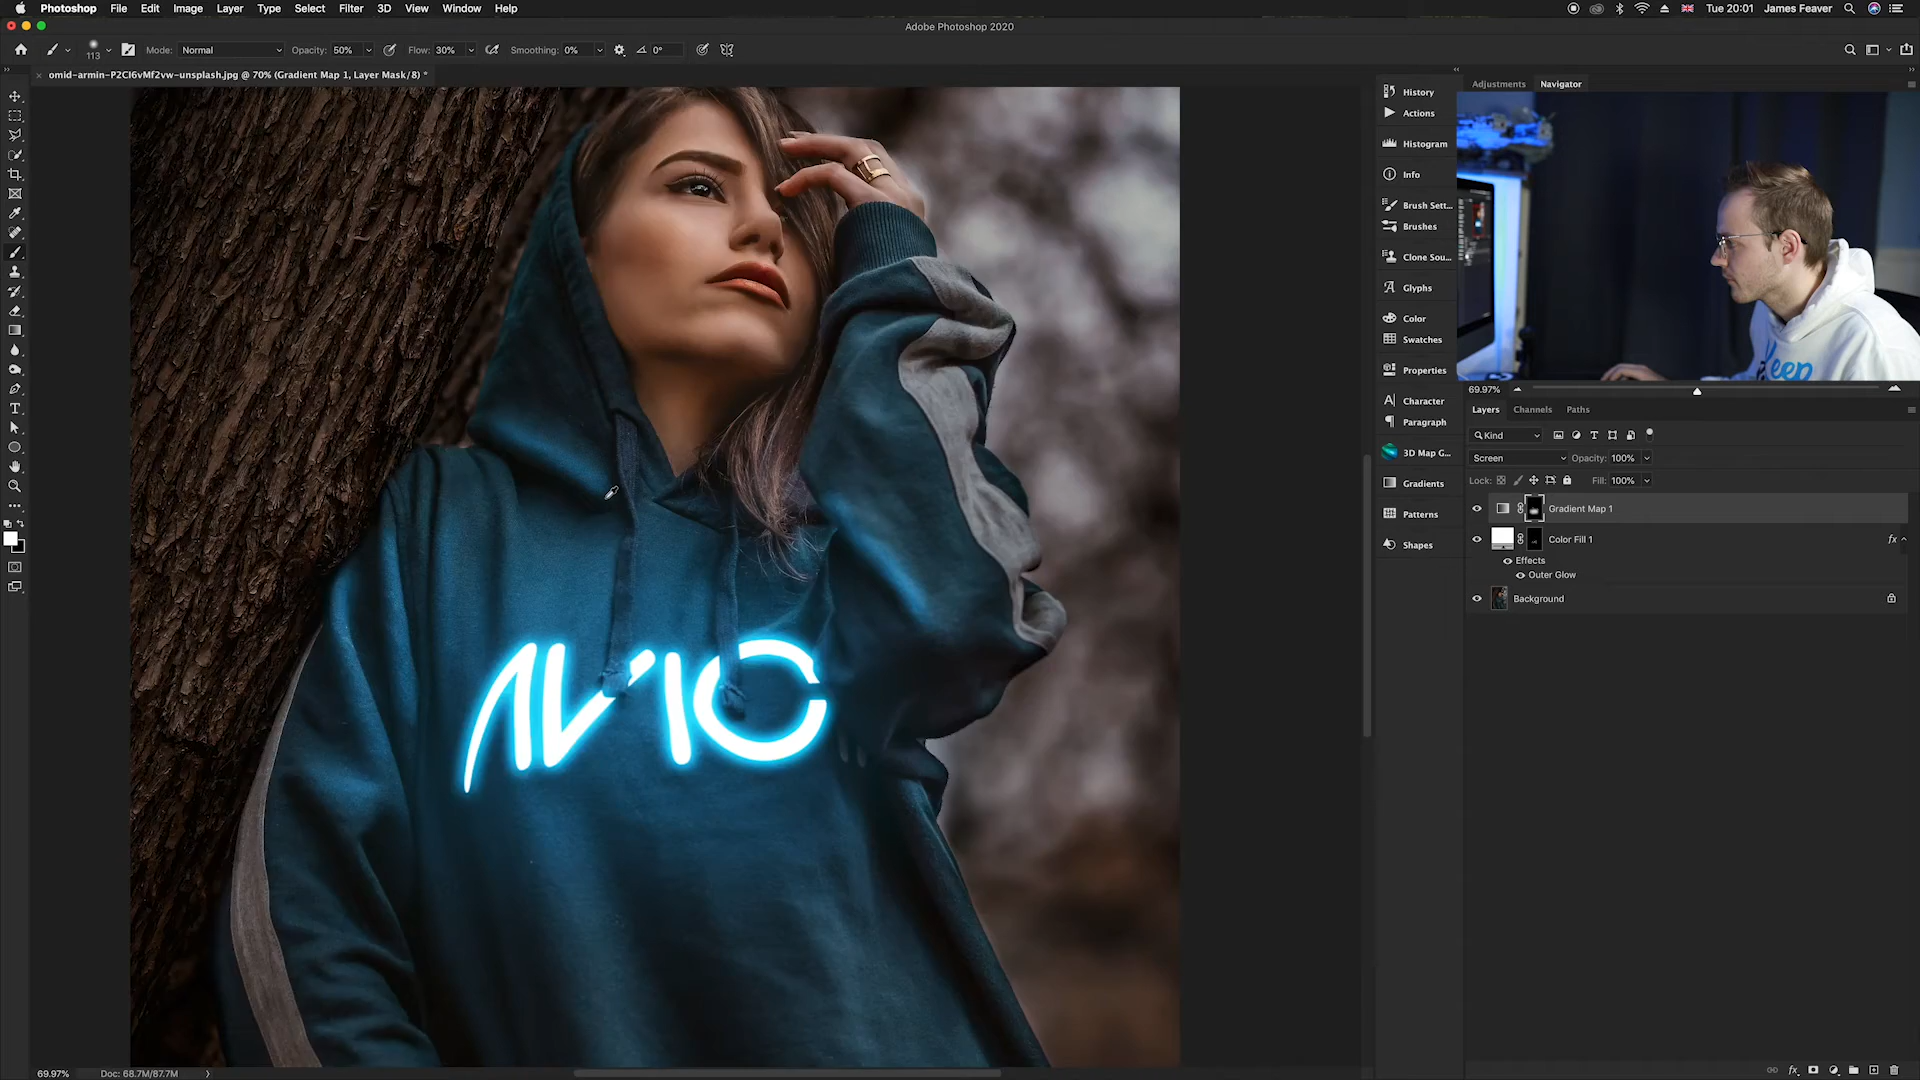 Photoshop File Edit Image Layer Type Select Filter 3D View Window Help
Tue 20:01 James Feaver
Adobe Photoshop 2020
113 Mode: Normal Opacity: 50% Flow: 30% Smoothing: 0% 0°
omid-armin-P2Cl6vMf2vw-unsplash.jpg @ 70% (Gradient Map 1, Layer Mask/8) *
History
Actions
Histogram
Info
Brush Sett...
Brushes
Clone Sou...
Glyphs
Color
Swatches
Properties
Character
Paragraph
3D Map G...
Gradients
Patterns
Shapes
Adjustments Navigator
69.97%
Layers Channels Paths
Kind
Screen Opacity: 100%
Lock: Fill: 100%
Gradient Map 1
Color Fill 1 fx
Effects
Outer Glow
Background
69.97% Doc: 68.7M/87.7M
fx